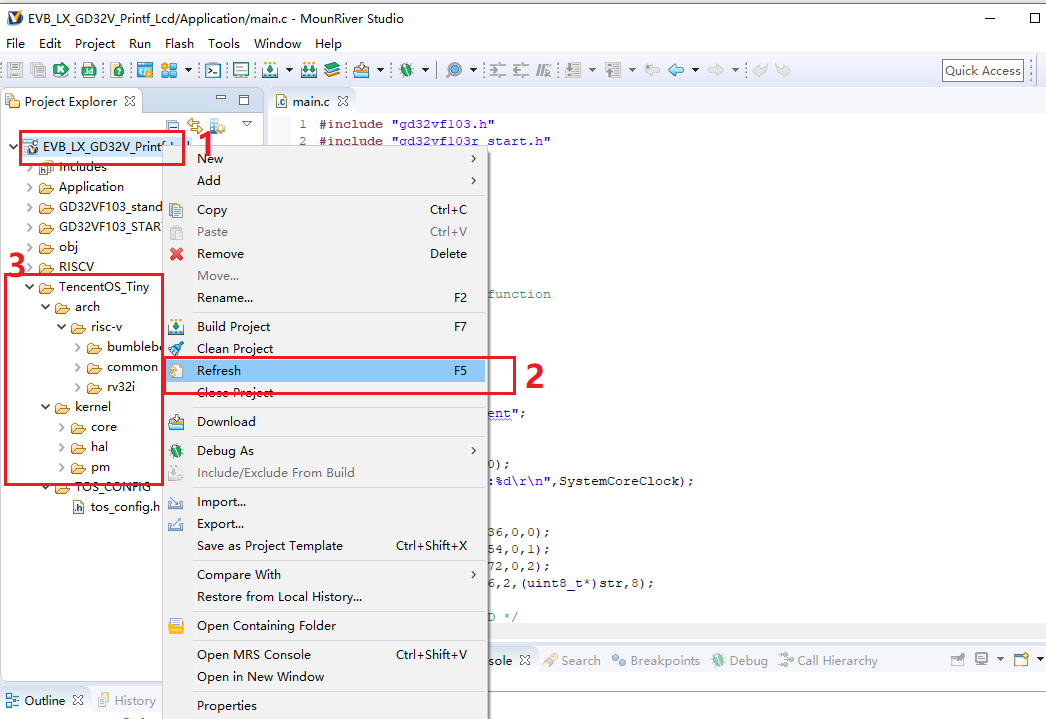 EVB_LX_GD32V_Printf_Lcd/Application/main.c - MounRiver Studio
File Edit Project Run Flash Tools Window Help
Quick Access
Project Explorer
main.c
1
1 #include "gd32vf103.h"
2 #include "gd32vf103r_start.h"
EVB_LX_GD32V_Printf
Includes
Application
GD32VF103_stand
GD32VF103_STAR
obj
RISCV
3
TencentOS_Tiny
arch
risc-v
bumbleb
common
rv32i
kernel
core
hal
pm
TOS_CONFIG
tos_config.h
New
Add
Copy Ctrl+C
Paste Ctrl+V
Remove Delete
Move...
Rename... F2
Build Project F7
Clean Project
Refresh F5
2
Close Project
Download
Debug As
Include/Exclude From Build
Import...
Export...
Save as Project Template Ctrl+Shift+X
Compare With
Restore from Local History...
Open Containing Folder
Open MRS Console Ctrl+Shift+V
Open in New Window
Properties
function
ent";
0);
:%d\r\n",SystemCoreClock);
36,0,0);
54,0,1);
72,0,2);
6,2,(uint8_t*)str,8);
D */
sole Search Breakpoints Debug Call Hierarchy
Outline History